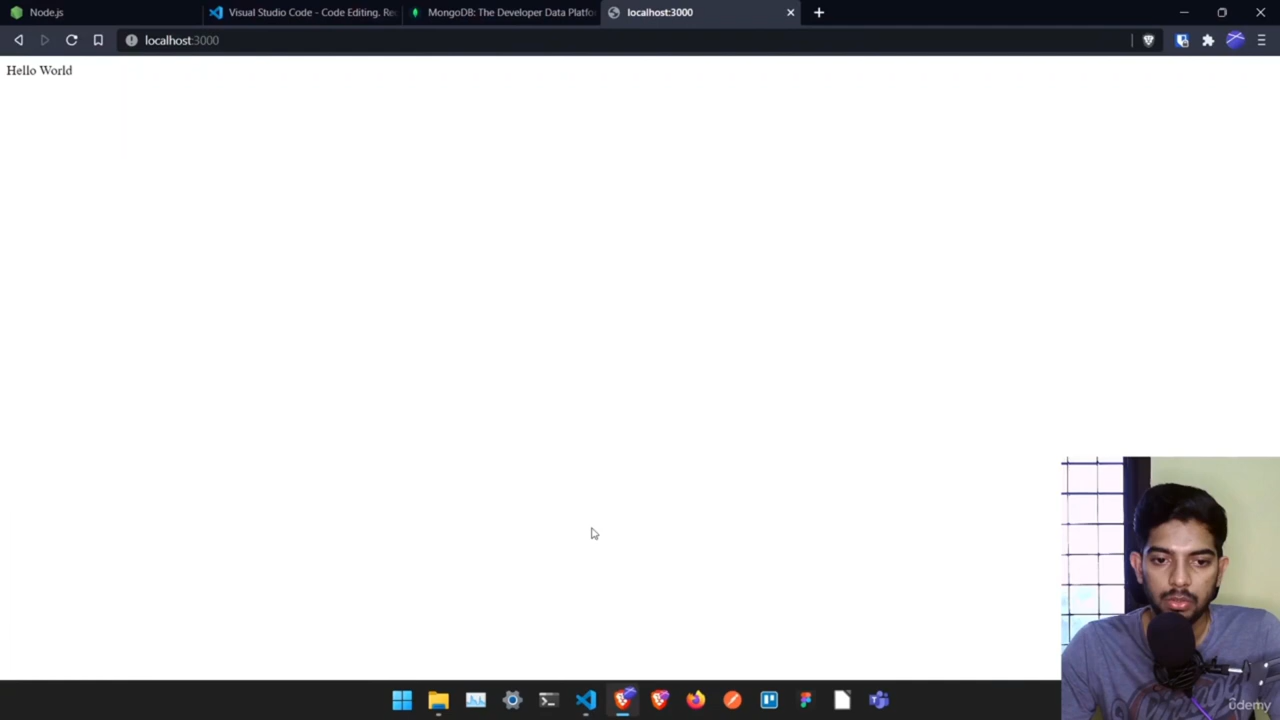 Node.js
Visual Studio Code - Code Editing. Re
MongoDB: The Developer Data Platfo
localhost:3000
localhost:3000
Hello World
ûdemy